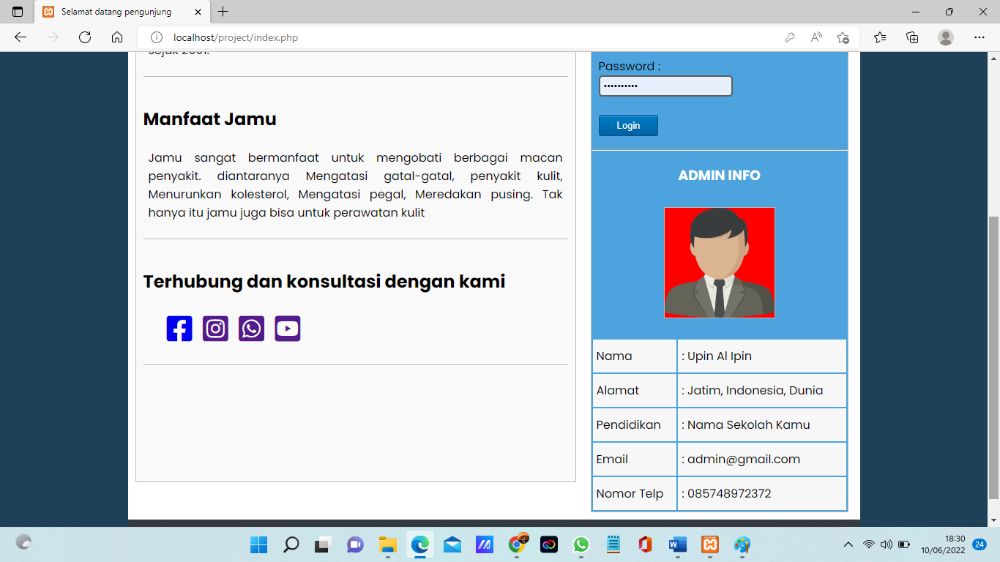 Selamat datang pengunjung
localhost/project/index.php
sejak 2001.
Manfaat Jamu
Jamu sangat bermanfaat untuk mengobati berbagai macan
penyakit. diantaranya Mengatasi gatal-gatal, penyakit kulit,
Menurunkan kolesterol, Mengatasi pegal, Meredakan pusing. Tak
hanya itu jamu juga bisa untuk perawatan kulit
Terhubung dan konsultasi dengan kami
Password :
••••••••••
Login
ADMIN INFO
Nama : Upin Al Ipin
Alamat : Jatim, Indonesia, Dunia
Pendidikan : Nama Sekolah Kamu
Email : admin@gmail.com
Nomor Telp : 085748972372
18:30
10/06/2022
24